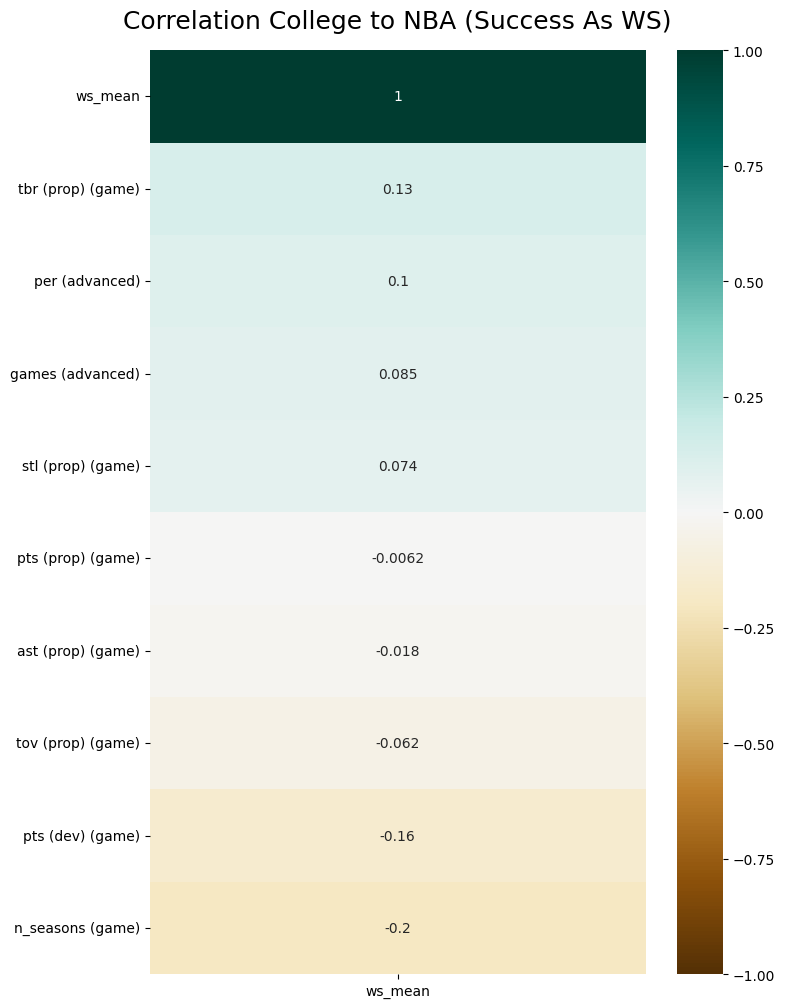 Correlation College to NBA (Success As WS)
ws_mean 1
tbr (prop) (game) 0.13
per (advanced) 0.1
games (advanced) 0.085
stl (prop) (game) 0.074
pts (prop) (game) -0.0062
ast (prop) (game) -0.018
tov (prop) (game) -0.062
pts (dev) (game) -0.16
n_seasons (game) -0.2
ws_mean
1.00
0.75
0.50
0.25
0.00
−0.25
−0.50
−0.75
−1.00